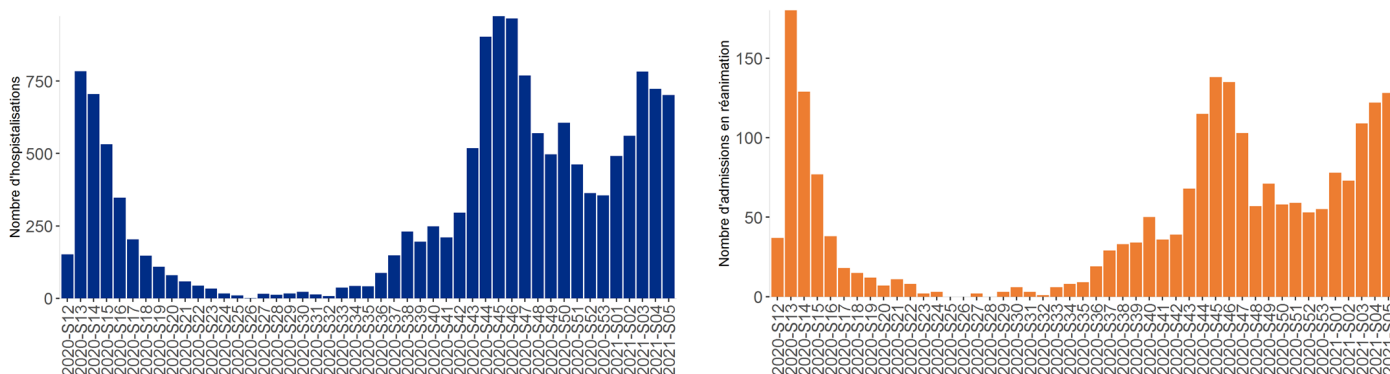 Nombre d'hospistalisations
750
500
250
0
2020-S12
2020-S13
2020-S14
2020-S15
2020-S16
2020-S17
2020-S18
2020-S19
2020-S20
2020-S21
2020-S22
2020-S23
2020-S24
2020-S25
2020-S26
2020-S27
2020-S28
2020-S29
2020-S30
2020-S31
2020-S32
2020-S33
2020-S34
2020-S35
2020-S36
2020-S37
2020-S38
2020-S39
2020-S40
2020-S41
2020-S42
2020-S43
2020-S44
2020-S45
2020-S46
2020-S47
2020-S48
2020-S49
2020-S50
2020-S51
2020-S52
2020-S53
2021-S01
2021-S02
2021-S03
2021-S04
2021-S05
Nombre d'admissions en réanimation
150
100
50
0
2020-S12
2020-S13
2020-S14
2020-S15
2020-S16
2020-S17
2020-S18
2020-S19
2020-S20
2020-S21
2020-S22
2020-S23
2020-S24
2020-S25
2020-S26
2020-S27
2020-S28
2020-S29
2020-S30
2020-S31
2020-S32
2020-S33
2020-S34
2020-S35
2020-S36
2020-S37
2020-S38
2020-S39
2020-S40
2020-S41
2020-S42
2020-S43
2020-S44
2020-S45
2020-S46
2020-S47
2020-S48
2020-S49
2020-S50
2020-S51
2020-S52
2020-S53
2021-S01
2021-S02
2021-S03
2021-S04
2021-S05